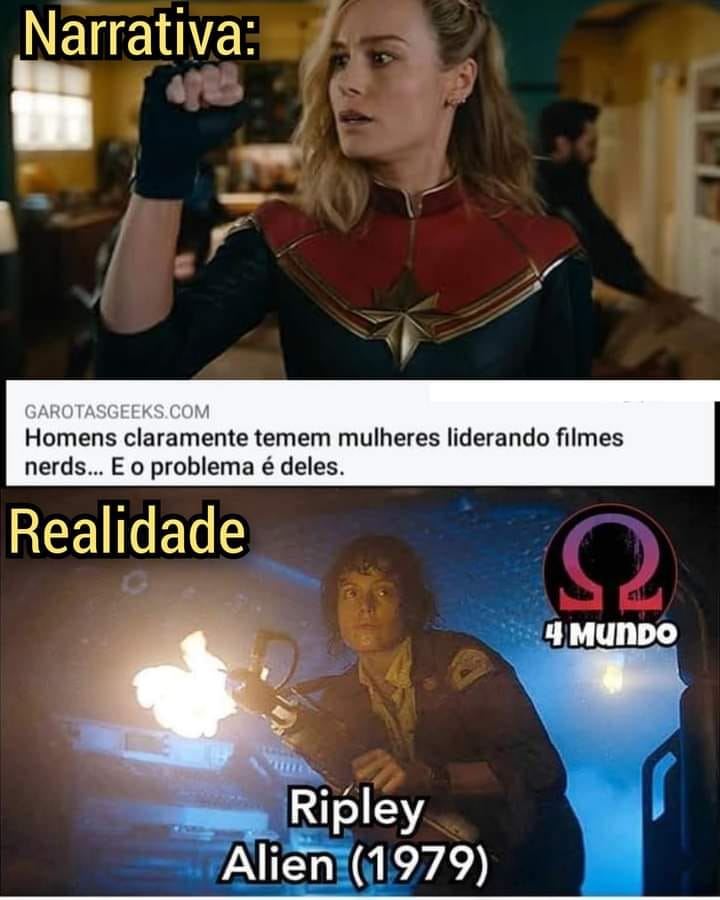 Narrativa:
GAROTASGEEKS.COM
Homens claramente temem mulheres liderando filmes
nerds... E o problema é deles.
Realidade
4 MUNDO
Ripley
Alien (1979)